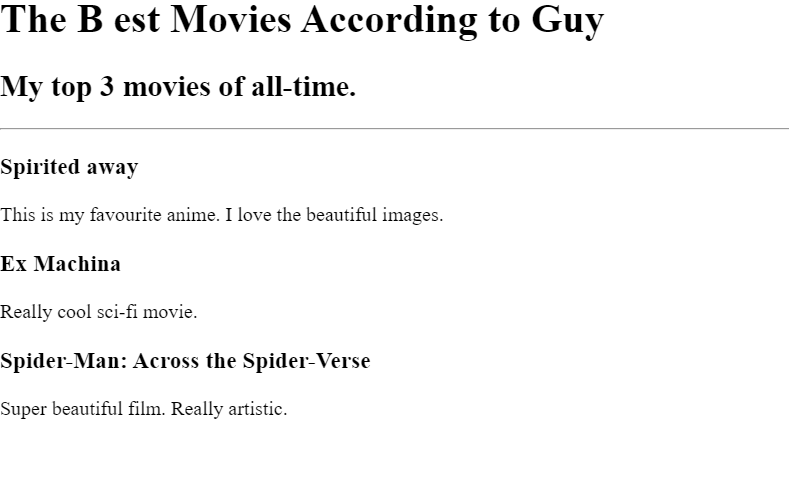 The B est Movies According to Guy
My top 3 movies of all-time.
Spirited away
This is my favourite anime. I love the beautiful images.
Ex Machina
Really cool sci-fi movie.
Spider-Man: Across the Spider-Verse
Super beautiful film. Really artistic.